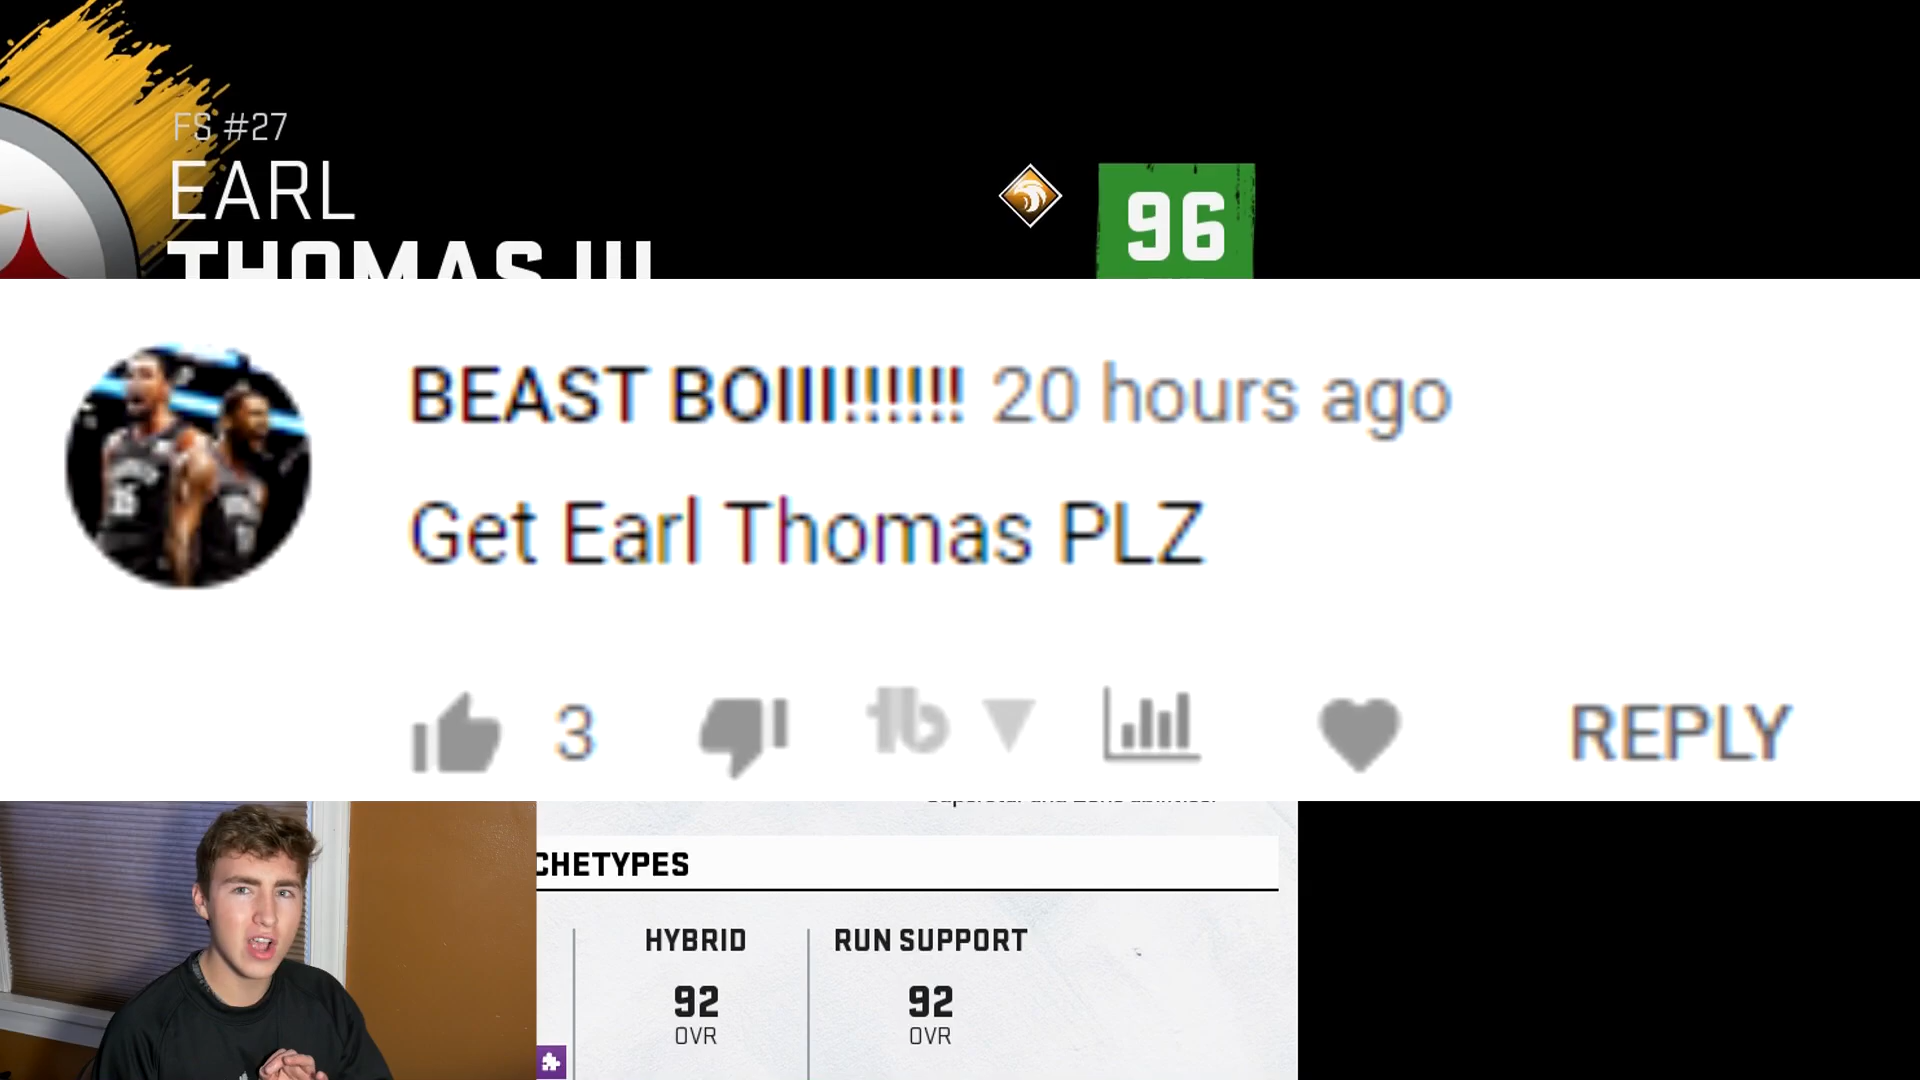 FS #27
EARL
THOMAS III
96
BEAST BOIII!!!!!! 20 hours ago
Get Earl Thomas PLZ
3
REPLY
CHETYPES
HYBRID
RUN SUPPORT
92
92
OVR
OVR